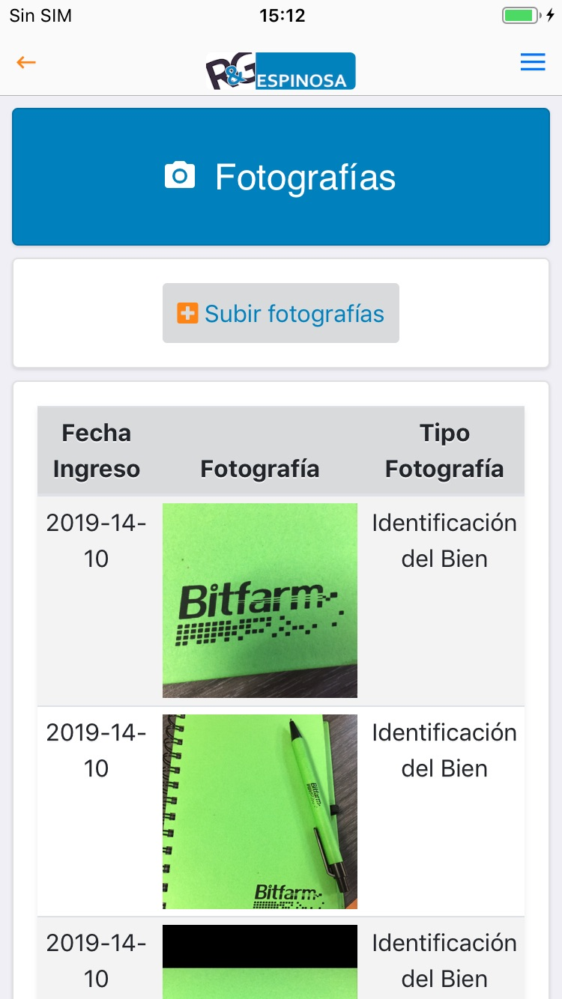 Sin SIM
15:12
R&G ESPINOSA
Fotografías
Subir fotografías
Fecha Ingreso
Fotografía
Tipo Fotografía
2019-14-10
Bitfarm
Identificación del Bien
2019-14-10
Bitfarm
Bitfarm
Identificación del Bien
2019-14-10
Identificación del Bien